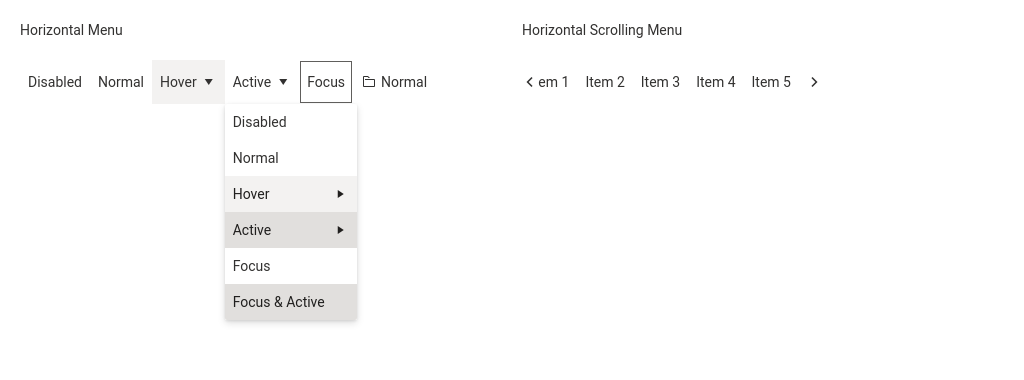 Horizontal Menu
Horizontal Scrolling Menu
Disabled Normal Hover Active Focus Normal
em 1 Item 2 Item 3 Item 4 Item 5
Disabled
Normal
Hover
Active
Focus
Focus & Active